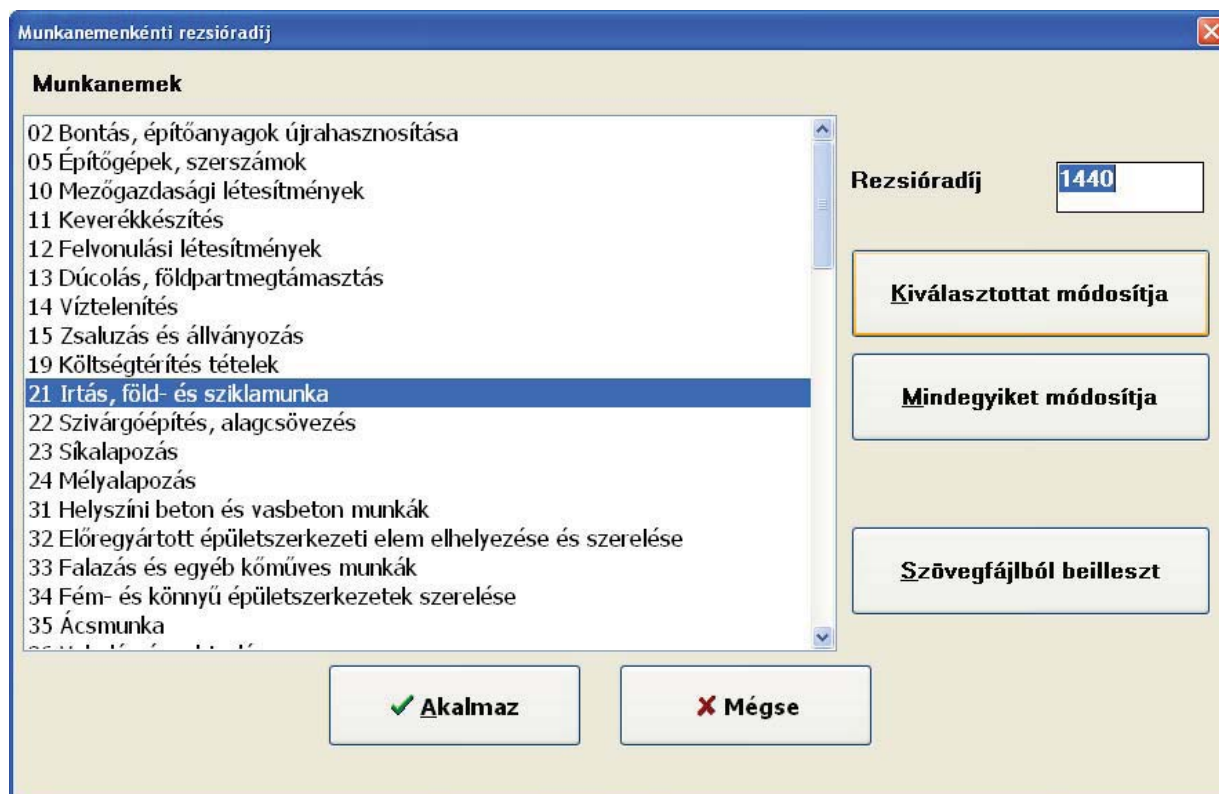 Munkanemenkénti rezsióradíj
Munkanemek
02 Bontás, építőanyagok újrahasznosítása
05 Építőgépek, szerszámok
10 Mezőgazdasági létesítmények
11 Keverékkészítés
12 Felvonulási létesítmények
13 Dúcolás, földpartmegtámasztás
14 Víztelenítés
15 Zsaluzás és állványozás
19 Költségtérítés tételek
21 Irtás, föld- és sziklamunka
22 Szivárgóépítés, alagcsövezés
23 Síkalapozás
24 Mélyalapozás
31 Helyszíni beton és vasbeton munkák
32 Előregyártott épületszerkezeti elem elhelyezése és szerelése
33 Falazás és egyéb kőműves munkák
34 Fém- és könnyű épületszerkezetek szerelése
35 Ácsmunka
Rezsióradíj 1440
Kiválasztottat módosítja
Mindegyiket módosítja
Szövegfájlból beilleszt
Akalmaz
Mégse